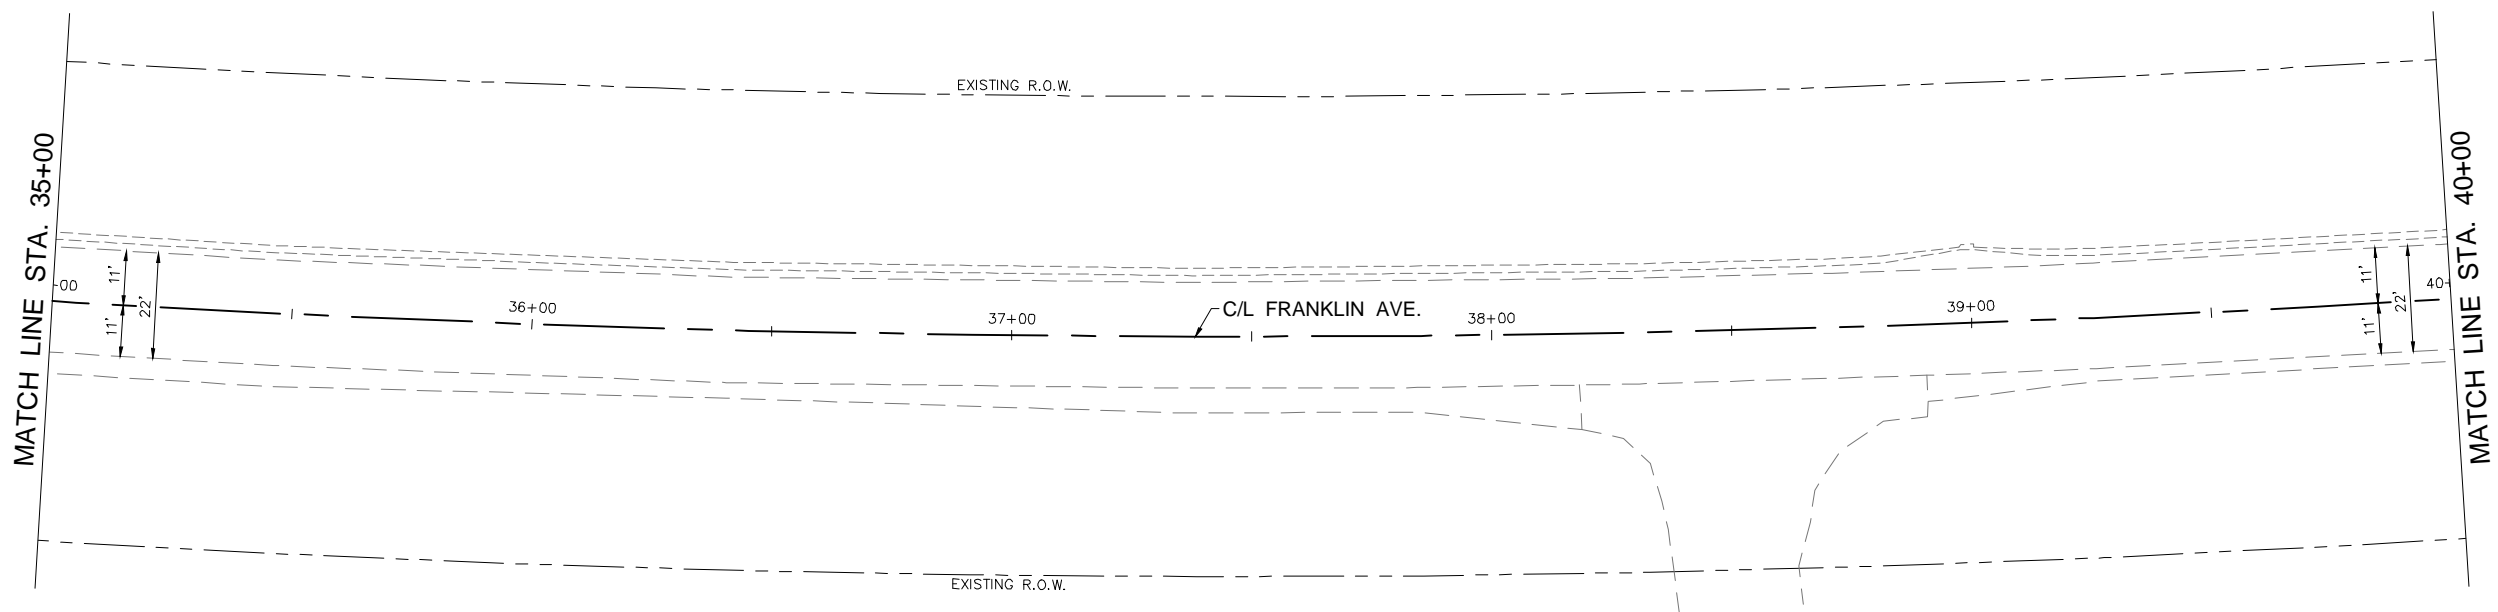 EXISTING R.O.W.
MATCH LINE STA. 35+00
MATCH LINE STA. 40+00
11'
11'
22'
00
36+00
37+00
C/L FRANKLIN AVE.
38+00
39+00
40+
11'
11'
22'
EXISTING R.O.W.